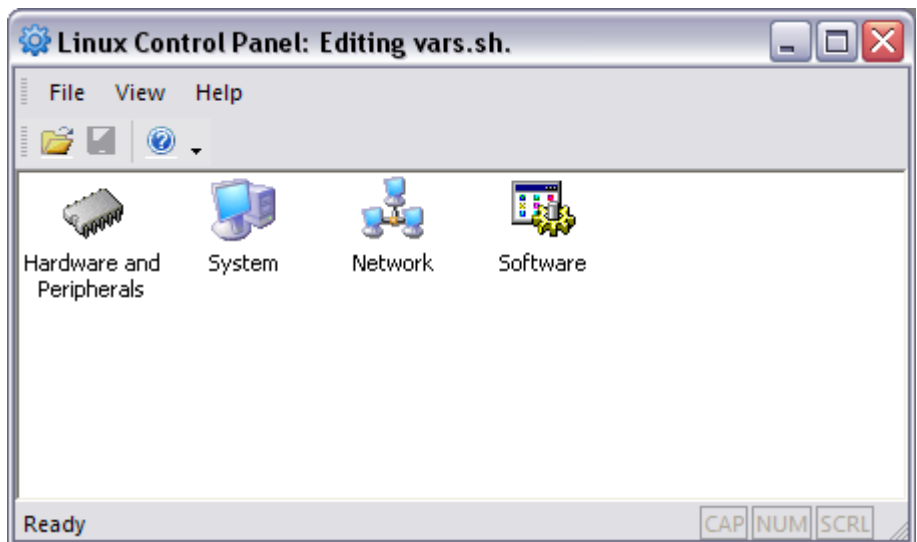 Linux Control Panel: Editing vars.sh.
File View Help
Hardware and
Peripherals
System
Network
Software
Ready
CAP NUM SCRL